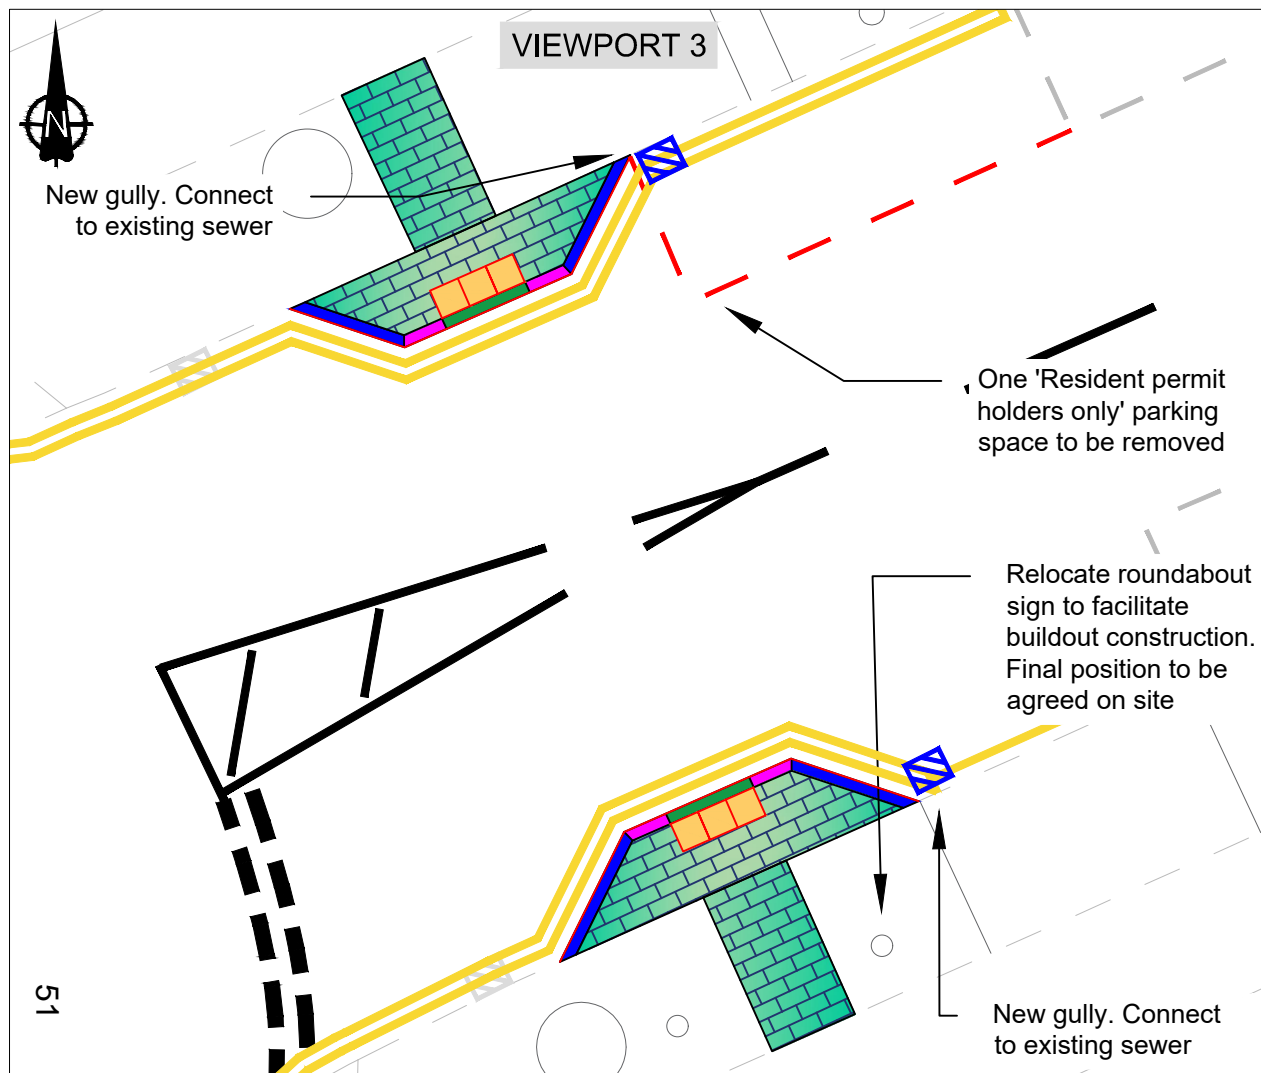 VIEWPORT 3
N
New gully. Connect
to existing sewer
One 'Resident permit
holders only' parking
space to be removed
Relocate roundabout
sign to facilitate
buildout construction.
Final position to be
agreed on site
51
New gully. Connect
to existing sewer